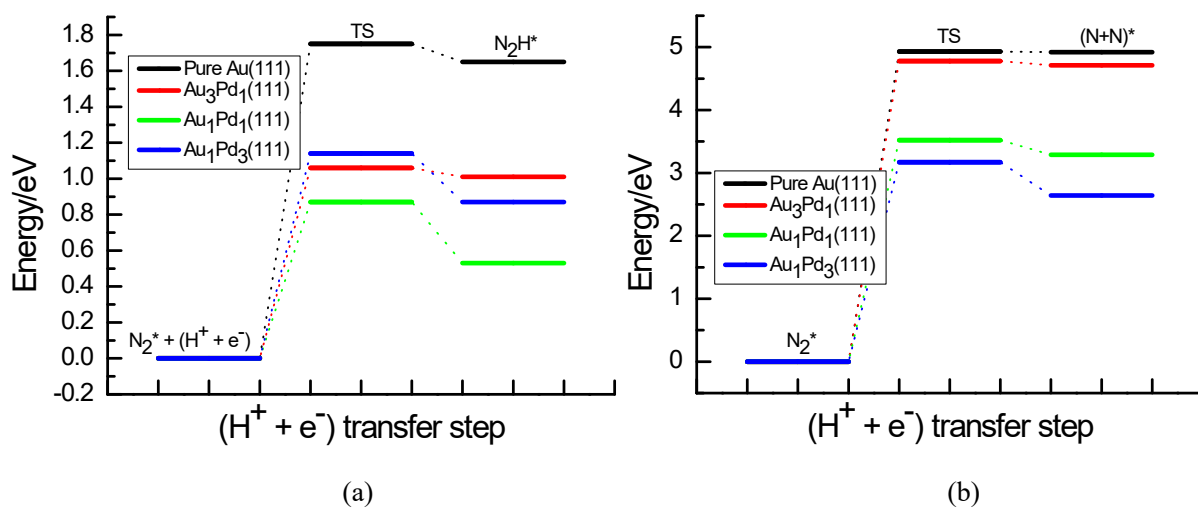 TS
N₂H*
Pure Au(111)
Au₃Pd₁(111)
Au₁Pd₁(111)
Au₁Pd₃(111)
N₂* + (H⁺ + e⁻)
1.8
1.6
1.4
1.2
1.0
0.8
0.6
0.4
0.2
0.0
-0.2
Energy/eV
(H⁺ + e⁻) transfer step
(a)
TS
(N+N)*
Pure Au(111)
Au₃Pd₁(111)
Au₁Pd₁(111)
Au₁Pd₃(111)
N₂*
5
4
3
2
1
0
Energy/eV
(H⁺ + e⁻) transfer step
(b)